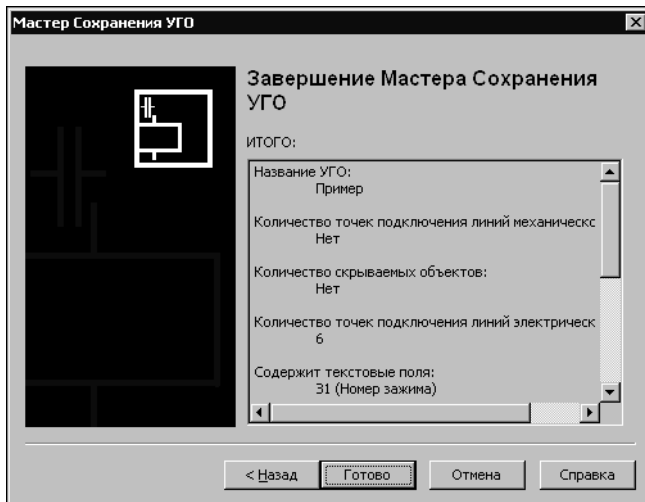 Мастер Сохранения УГО
Завершение Мастера Сохранения
УГО
ИТОГО:
Название УГО:
Пример
Количество точек подключения линий механическс
Нет
Количество скрываемых объектов:
Нет
Количество точек подключения линий электрическ
6
Содержит текстовые поля:
31 (Номер зажима)
< Назад Готово Отмена Справка